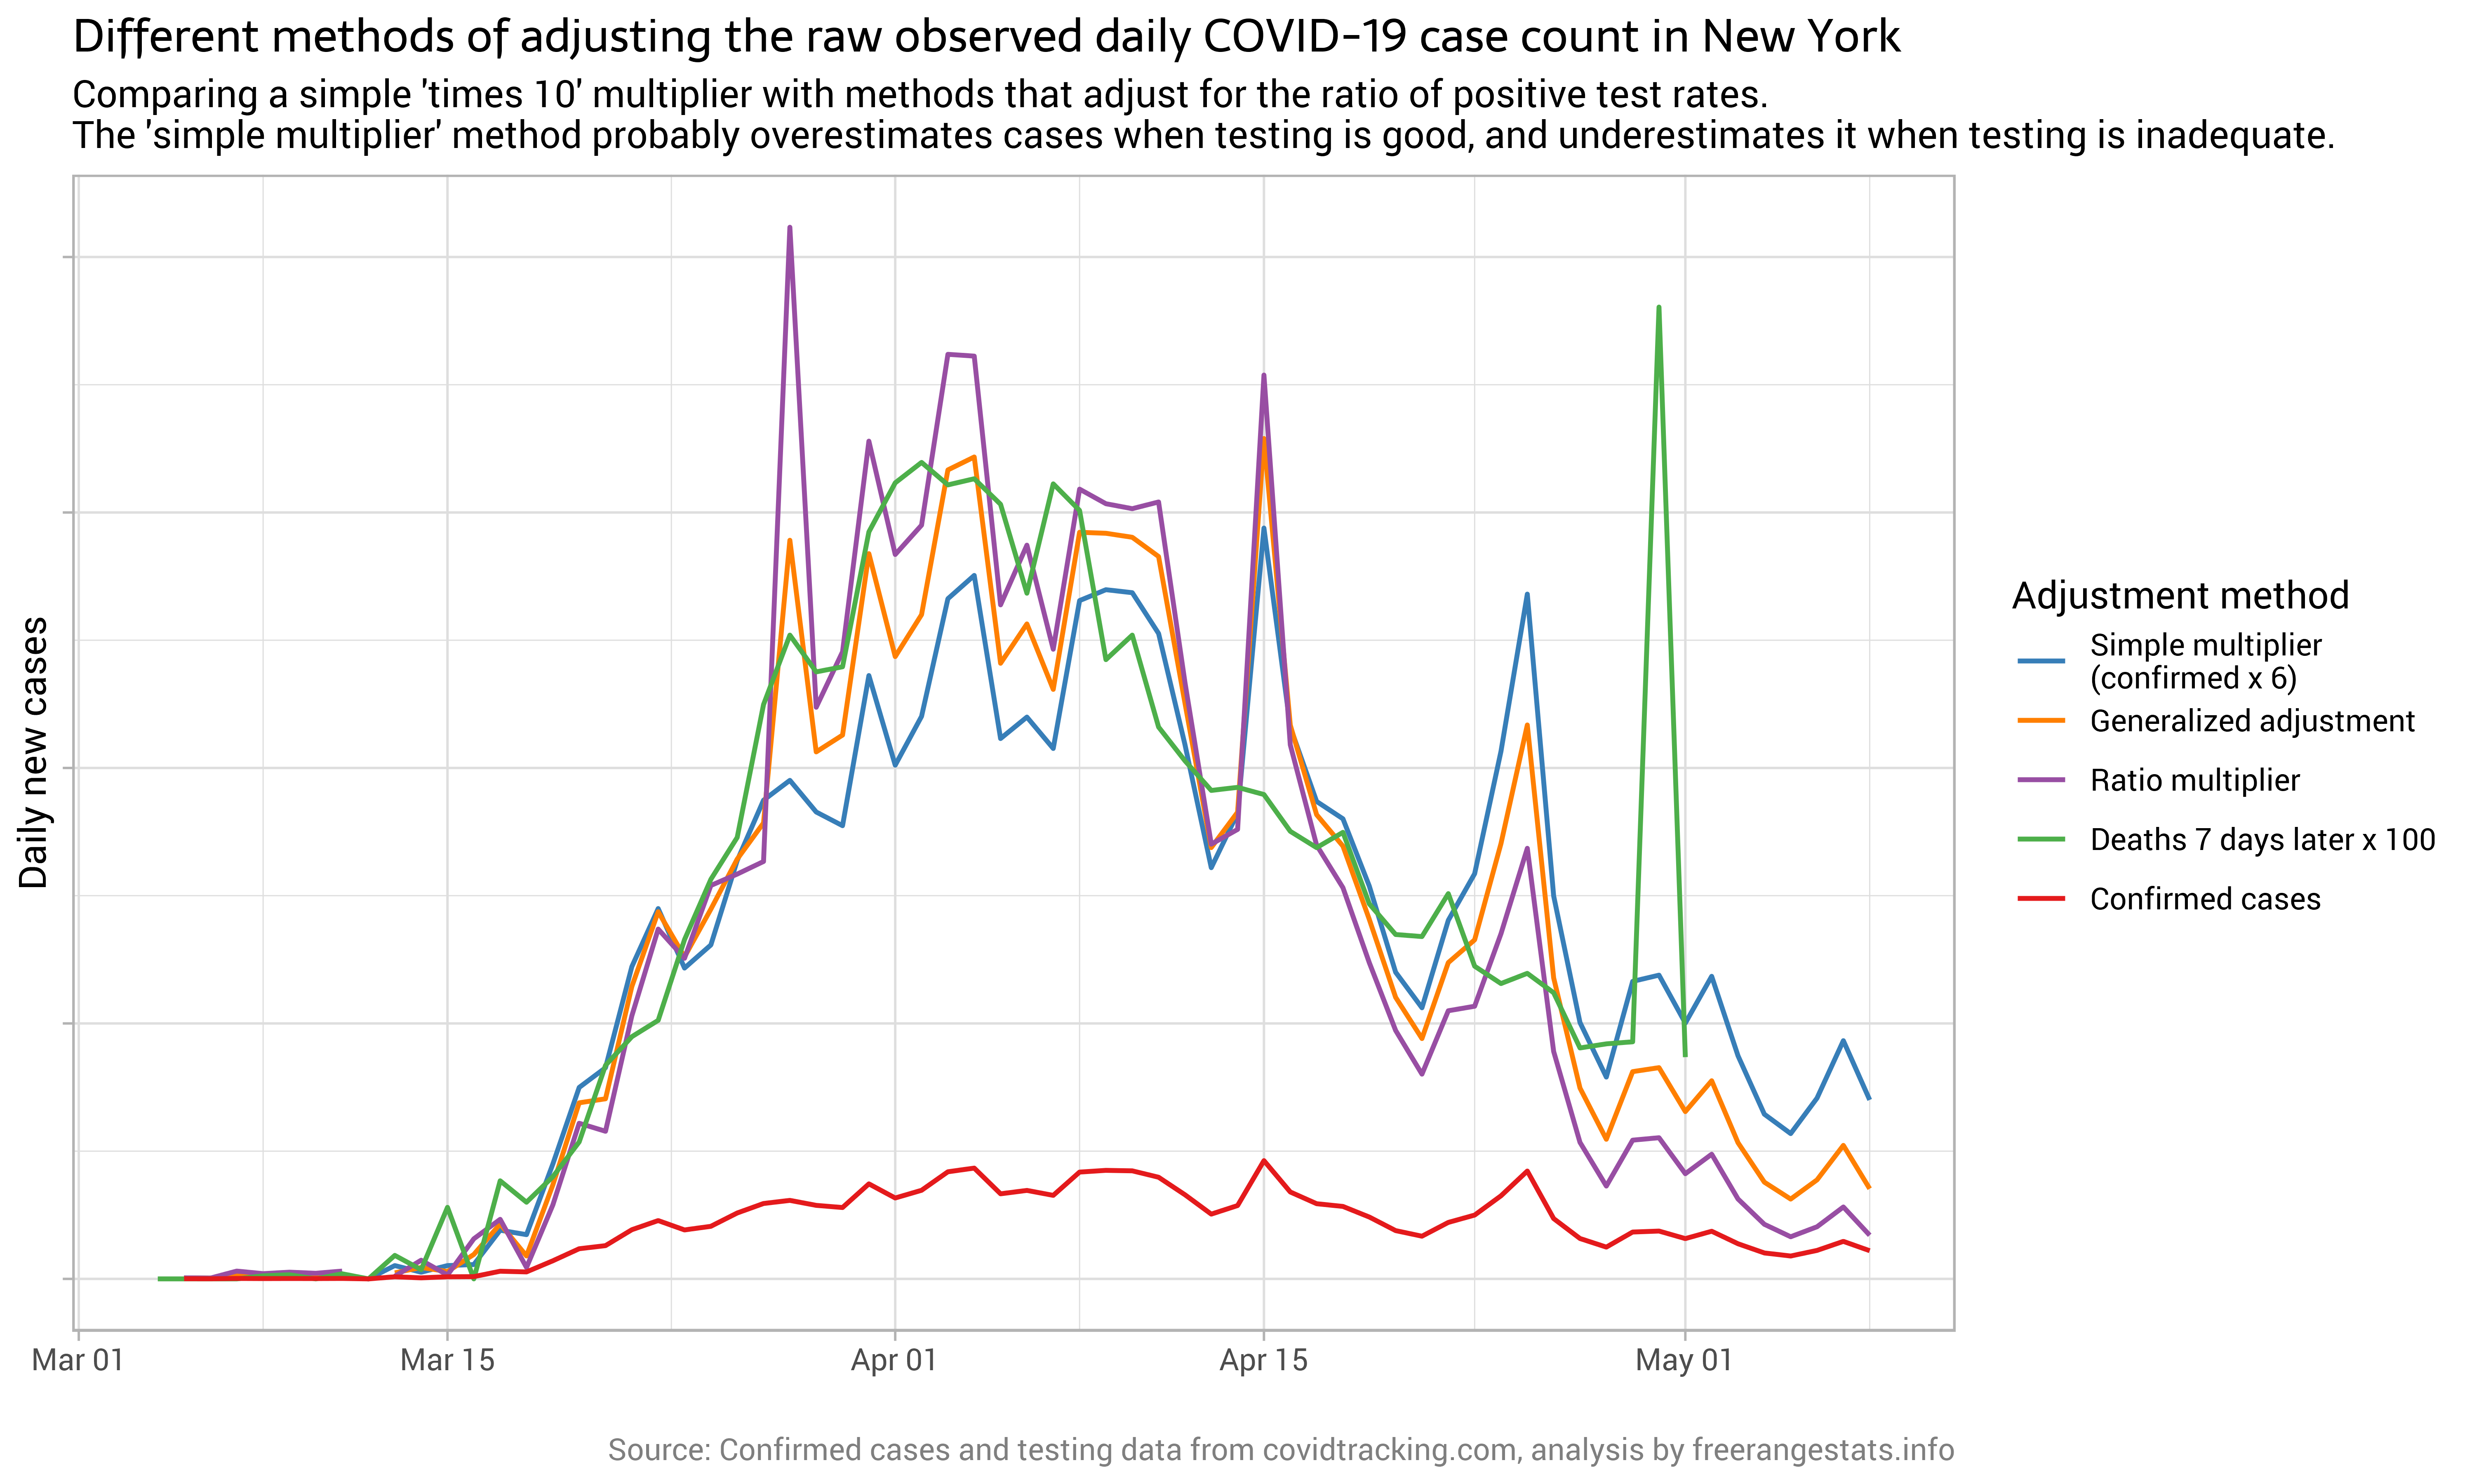 Different methods of adjusting the raw observed daily COVID-19 case count in New York
Comparing a simple 'times 10' multiplier with methods that adjust for the ratio of positive test rates.
The 'simple multiplier' method probably overestimates cases when testing is good, and underestimates it when testing is inadequate.
Daily new cases
Adjustment method
Simple multiplier
(confirmed x 6)
Generalized adjustment
Ratio multiplier
Deaths 7 days later x 100
Confirmed cases
Mar 01
Mar 15
Apr 01
Apr 15
May 01
Source: Confirmed cases and testing data from covidtracking.com, analysis by freerangestats.info